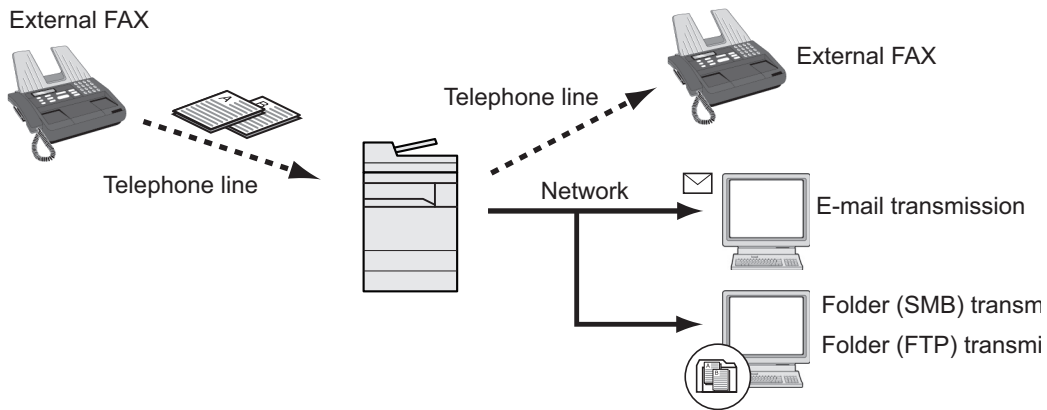 External FAX
External FAX
Telephone line
A
B
Telephone line
Network
E-mail transmission
Folder (SMB) transm
Folder (FTP) transmi
A
B